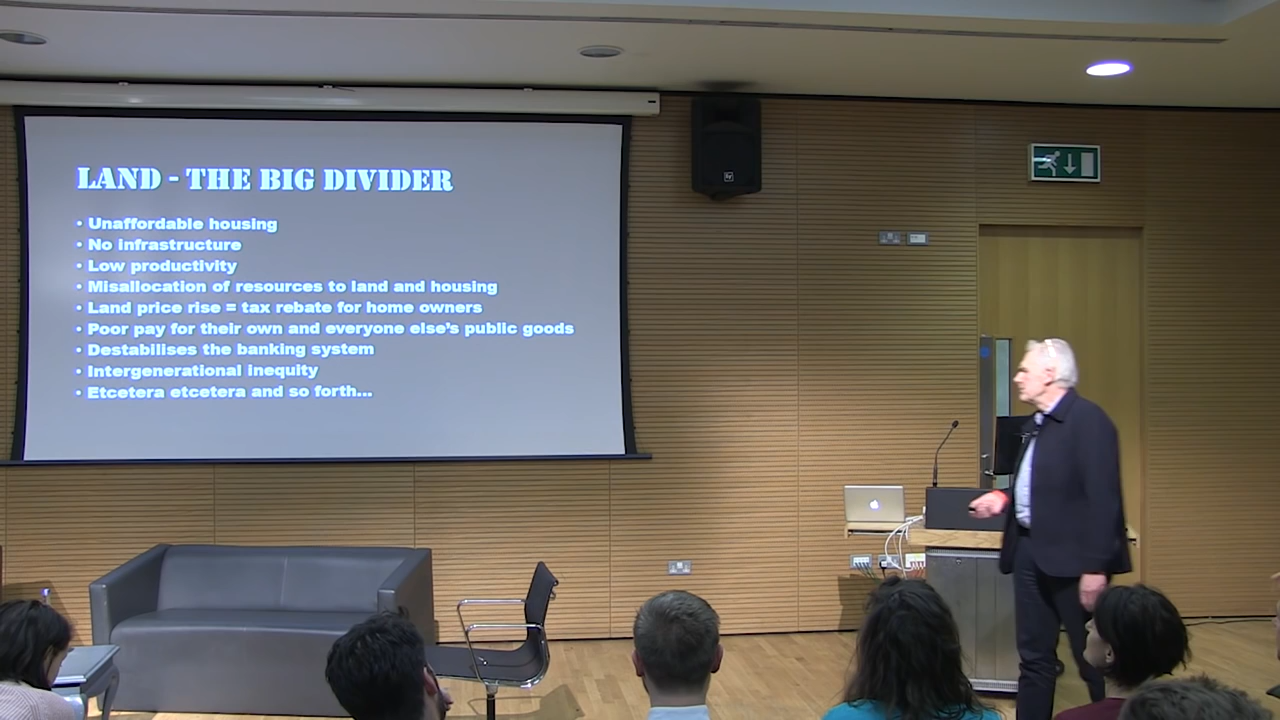 LAND - THE BIG DIVIDER
• Unaffordable housing
• No infrastructure
• Low productivity
• Misallocation of resources to land and housing
• Land price rise = tax rebate for home owners
• Poor pay for their own and everyone else's public goods
• Destabilises the banking system
• Intergenerational inequity
• Etcetera etcetera and so forth...